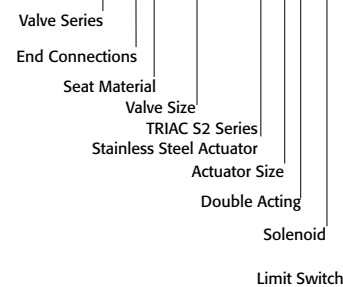 Valve Series
End Connections
Seat Material
Valve Size
TRIAC S2 Series
Stainless Steel Actuator
Actuator Size
Double Acting
Solenoid
Limit Switch